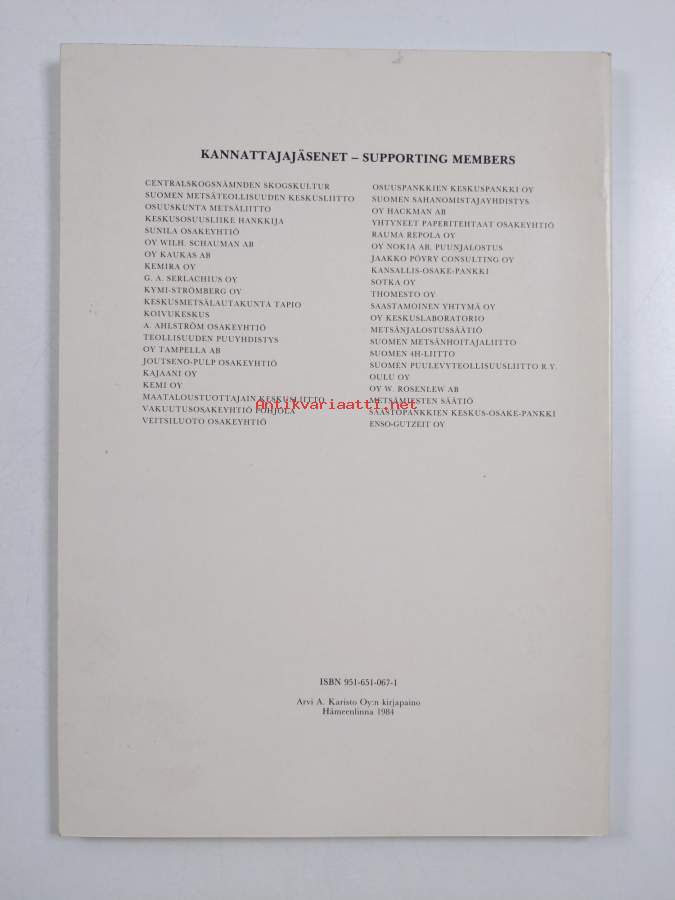 KANNATTAJAJÄSENET – SUPPORTING MEMBERS
CENTRALSKOGSNÄMNDEN SKOGSKULTUR
SUOMEN METSÄTEOLLISUUDEN KESKUSLIITTO
OSUUSKUNTA METSÄLIITTO
KESKUSOSUUSLIIKE HANKKIJA
SUNILA OSAKEYHTIÖ
OY WILH. SCHAUMAN AB
OY KAUKAS AB
KEMIRA OY
G. A. SERLACHIUS OY
KYMI-STRÖMBERG OY
KESKUSMETSÄLAUTAKUNTA TAPIO
KOIVUKESKUS
A. AHLSTRÖM OSAKEYHTIÖ
TEOLLISUUDEN PUUYHDISTYS
OY TAMPELLA AB
JOUTSENO-PULP OSAKEYHTIÖ
KAJAANI OY
KEMI OY
MAATALOUSTUOTTAJAIN KESKUSLIITTO
VAKUUTUSOSAKEYHTIÖ POHJOLA
VEITSILUOTO OSAKEYHTIÖ
OSUUSPANKKIEN KESKUSPANKKI OY
SUOMEN SAHANOMISTAJAYHDISTYS
OY HACKMAN AB
YHTYNEET PAPERITEHTAAT OSAKEYHTIÖ
RAUMA REPOLA OY
OY NOKIA AB, PUUNJALOSTUS
JAAKKO PÖYRY CONSULTING OY
KANSALLIS-OSAKE-PANKKI
SOTKA OY
THOMESTO OY
SAASTAMOINEN YHTYMÄ OY
OY KESKUSLABORATORIO
METSÄNJALOSTUSSÄÄTIÖ
SUOMEN METSÄNHOITAJALIITTO
SUOMEN 4H-LIITTO
SUOMEN PUULEVYTEOLLISUUSLIITTO R.Y.
OULU OY
OY W. ROSENLEW AB
METSÄMIESTEN SÄÄTIÖ
SÄÄSTÖPANKKIEN KESKUS-OSAKE-PANKKI
ENSO-GUTZEIT OY
Antikvariaatti.net
ISBN 951-651-067-1
Arvi A. Karisto Oy:n kirjapaino
Hämeenlinna 1984